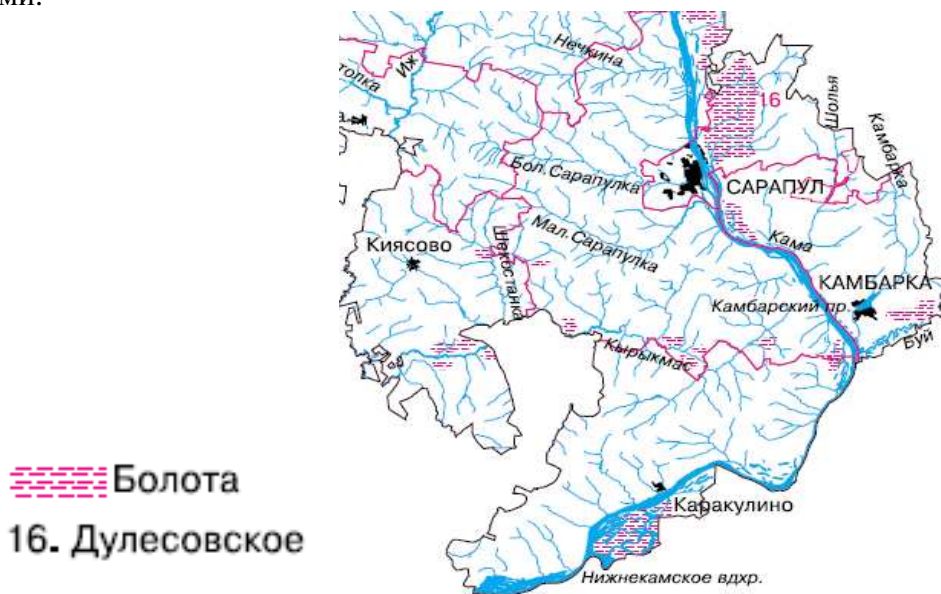 Нечкина
Иж
16
Шолья
Камбарка
Бол. Сарапулка
САРАПУЛ
Мал. Сарапулка
Шехостанка
Киясово
Кама
КАМБАРКА
Камбарский пр.
Буй
Кырыкмас
Болота
Каракулино
16. Дулесовское
Нижнекамское вдхр.